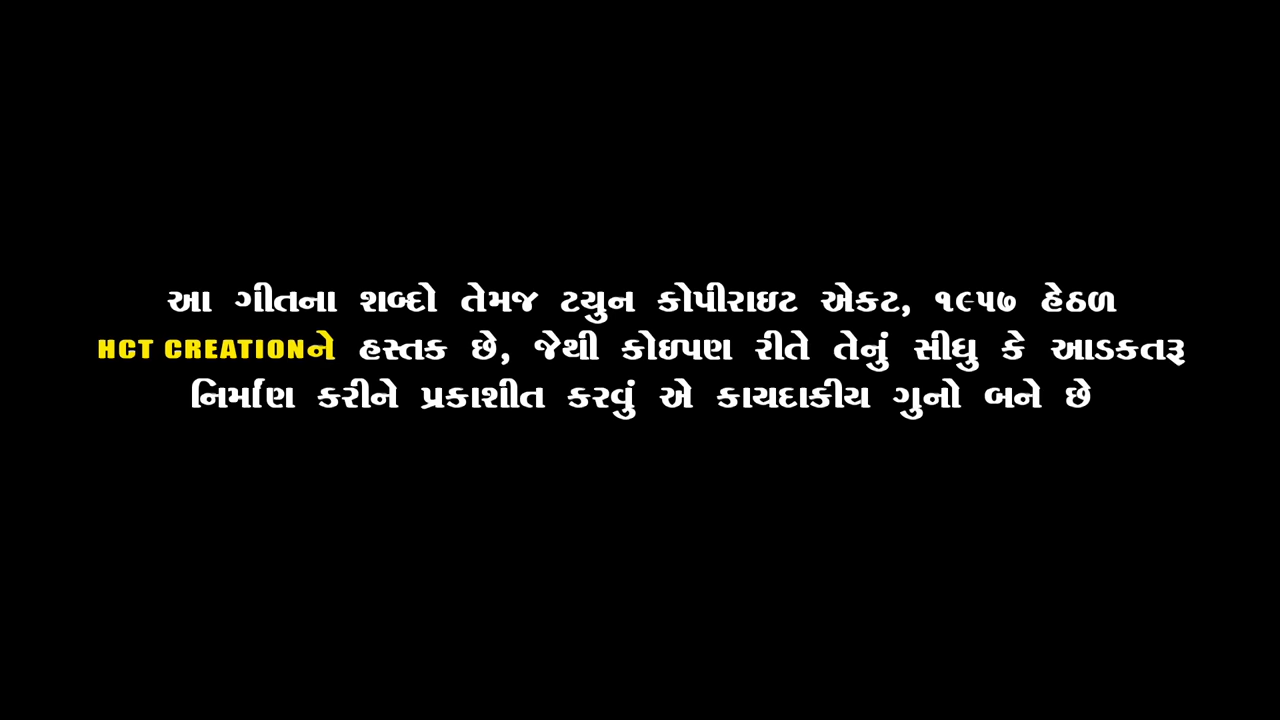 આ ગીતના શબ્દો તેમજ ટયુન કોપીરાઇટ એકટ, ૧૯૫૭ હેઠળ
HCT CREATIONને હસ્તક છે, જેથી કોઇપણ રીતે તેનું સીધુ કે આડકતરૂ
નિર્માણ કરીને પ્રકાશીત કરવું એ કાયદાકીય ગુનો બને છે